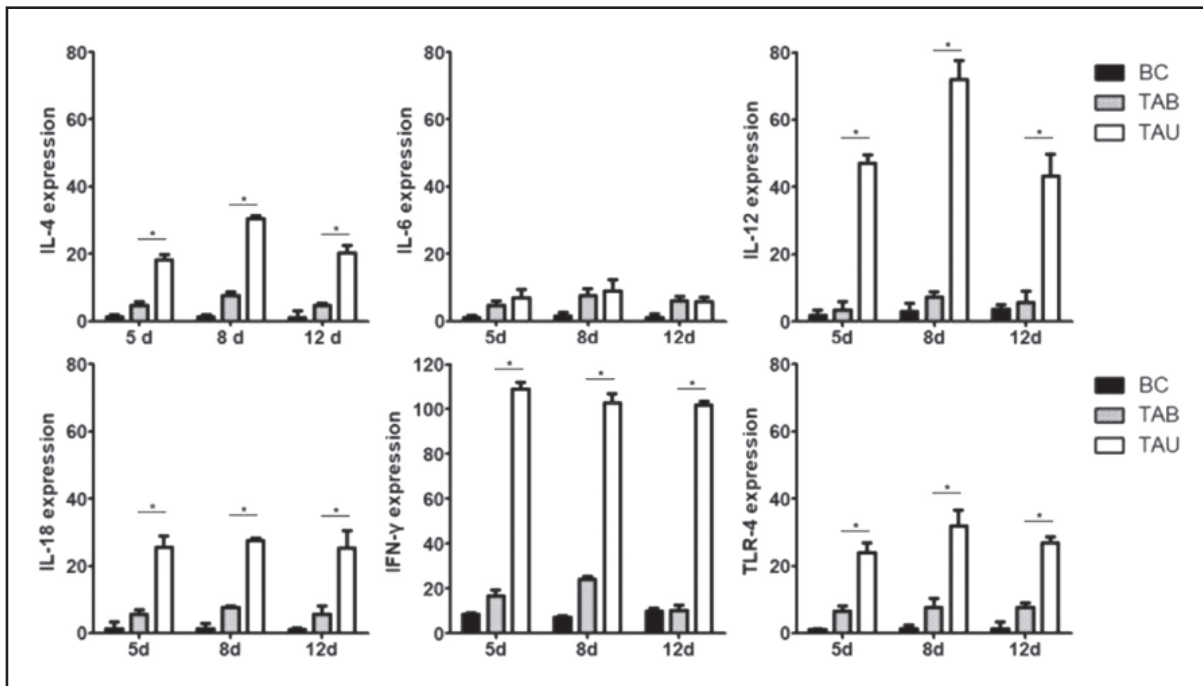 80
60
40
20
0
IL-4 expression
*
*
*
5 d
8 d
12 d
80
60
40
20
0
IL-6 expression
5d
8d
12d
80
60
40
20
0
IL-12 expression
*
*
*
5d
8d
12d
BC
TAB
TAU
80
60
40
20
0
IL-18 expression
*
*
*
5d
8d
12d
120
100
80
60
40
20
0
IFN-γ expression
*
*
*
5d
8d
12d
80
60
40
20
0
TLR-4 expression
*
*
*
5d
8d
12d
BC
TAB
TAU